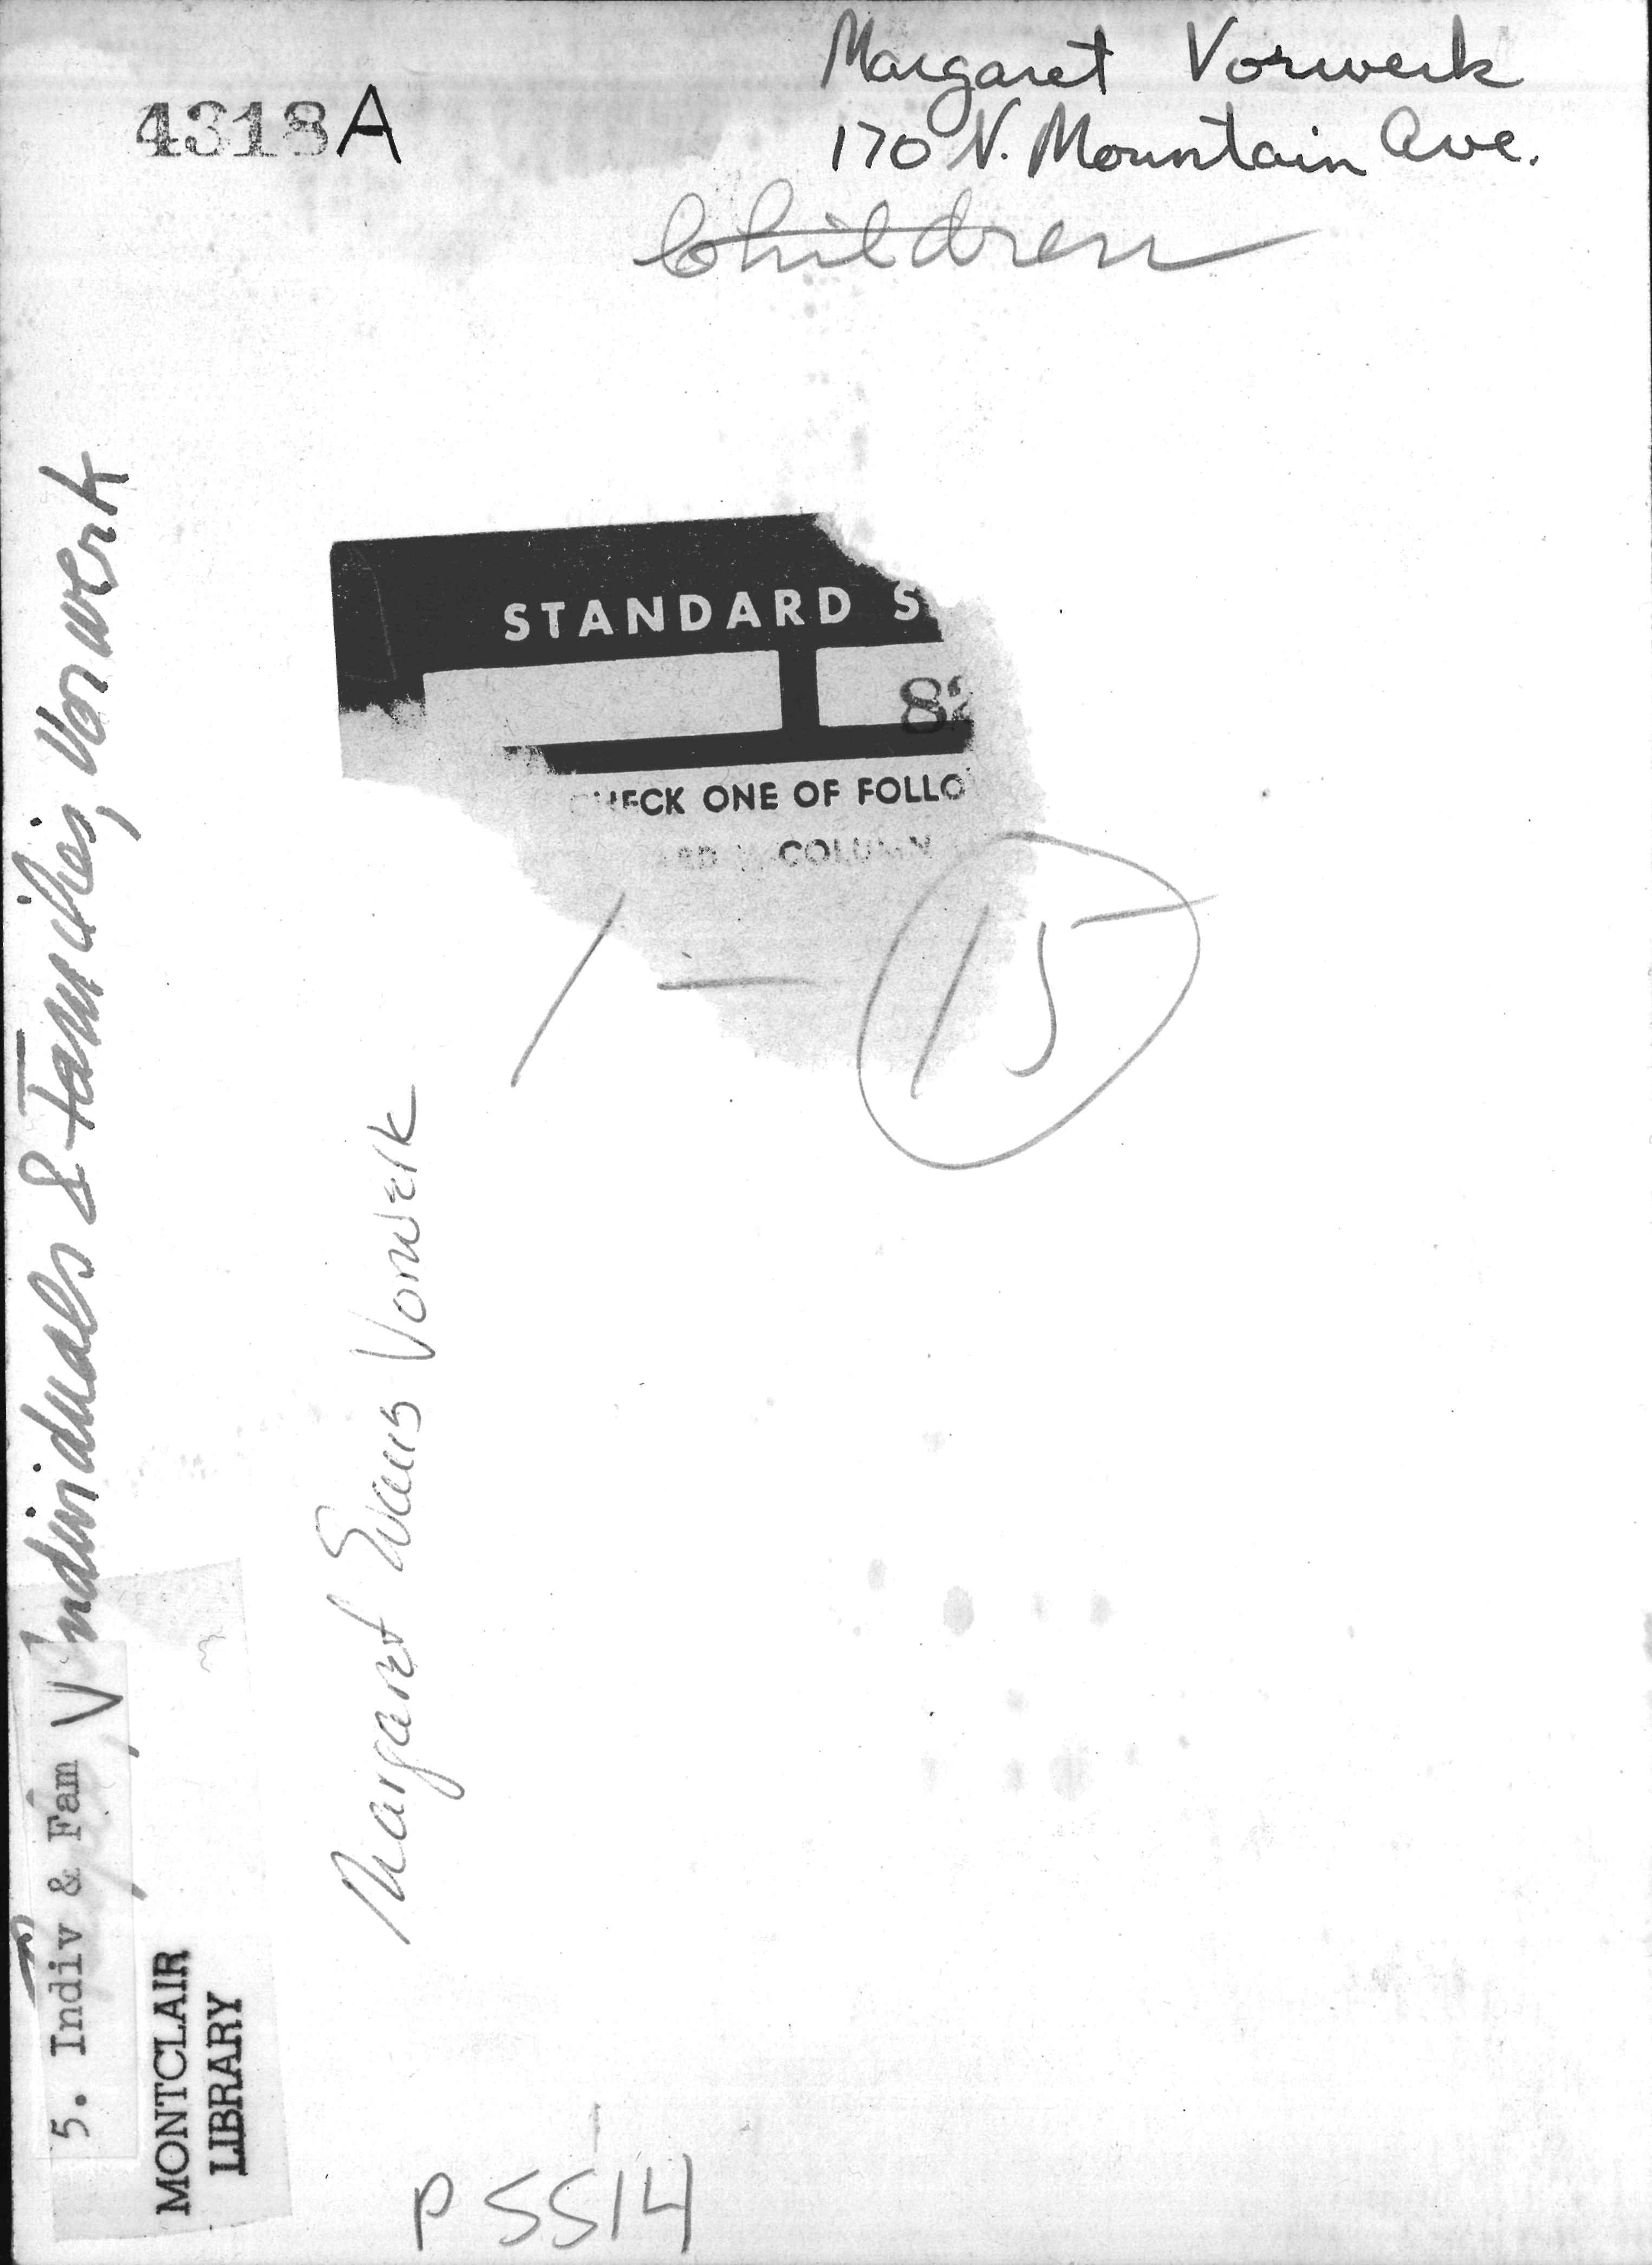 Margaret Vorwerk
4318A
170 N. Mountain Ave.
Children
STANDARD S
82
CHECK ONE OF FOLLO
COLUMN
1 — 15
Individuals & Families, Vorwerk
Margaret Evans Vorwerk
5. Indiv & Fam V
MONTCLAIR
LIBRARY
P 5514